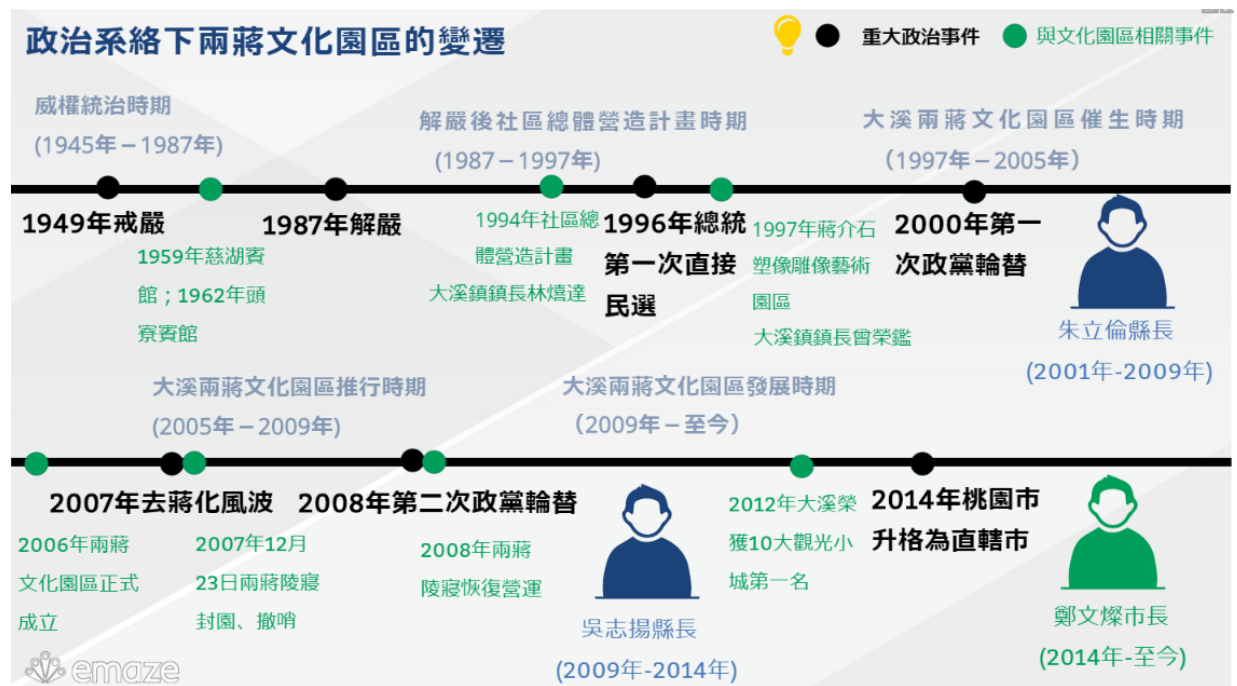 政治系絡下兩蔣文化園區的變遷
重大政治事件
與文化園區相關事件
威權統治時期
(1945年－1987年)
解嚴後社區總體營造計畫時期
(1987－1997年)
大溪兩蔣文化園區催生時期
（1997年－2005年）
1949年戒嚴
1959年慈湖賓
館；1962年頭
寮賓館
1987年解嚴
1994年社區總
體營造計畫
大溪鎮鎮長林熺達
1996年總統
第一次直接
民選
1997年蔣介石
塑像雕像藝術
園區
大溪鎮鎮長曾榮鑑
2000年第一
次政黨輪替
朱立倫縣長
(2001年-2009年)
大溪兩蔣文化園區推行時期
(2005年－2009年)
大溪兩蔣文化園區發展時期
（2009年－至今）
2006年兩蔣
文化園區正式
成立
2007年去蔣化風波
2007年12月
23日兩蔣陵寢
封園、撤哨
2008年第二次政黨輪替
2008年兩蔣
陵寢恢復營運
吳志揚縣長
(2009年-2014年)
2012年大溪榮
獲10大觀光小
城第一名
2014年桃園市
升格為直轄市
鄭文燦市長
(2014年-至今)
emaze